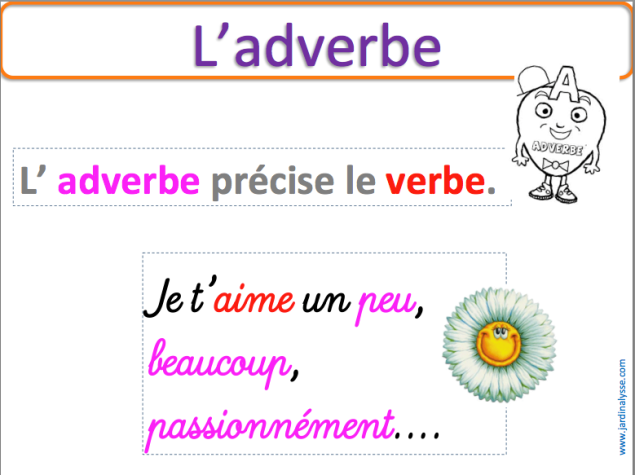 L’adverbe
A
ADVERBE
L’ adverbe précise le verbe.
Je t’aime un peu,
beaucoup,
passionnément....
www.jardinalysse.com